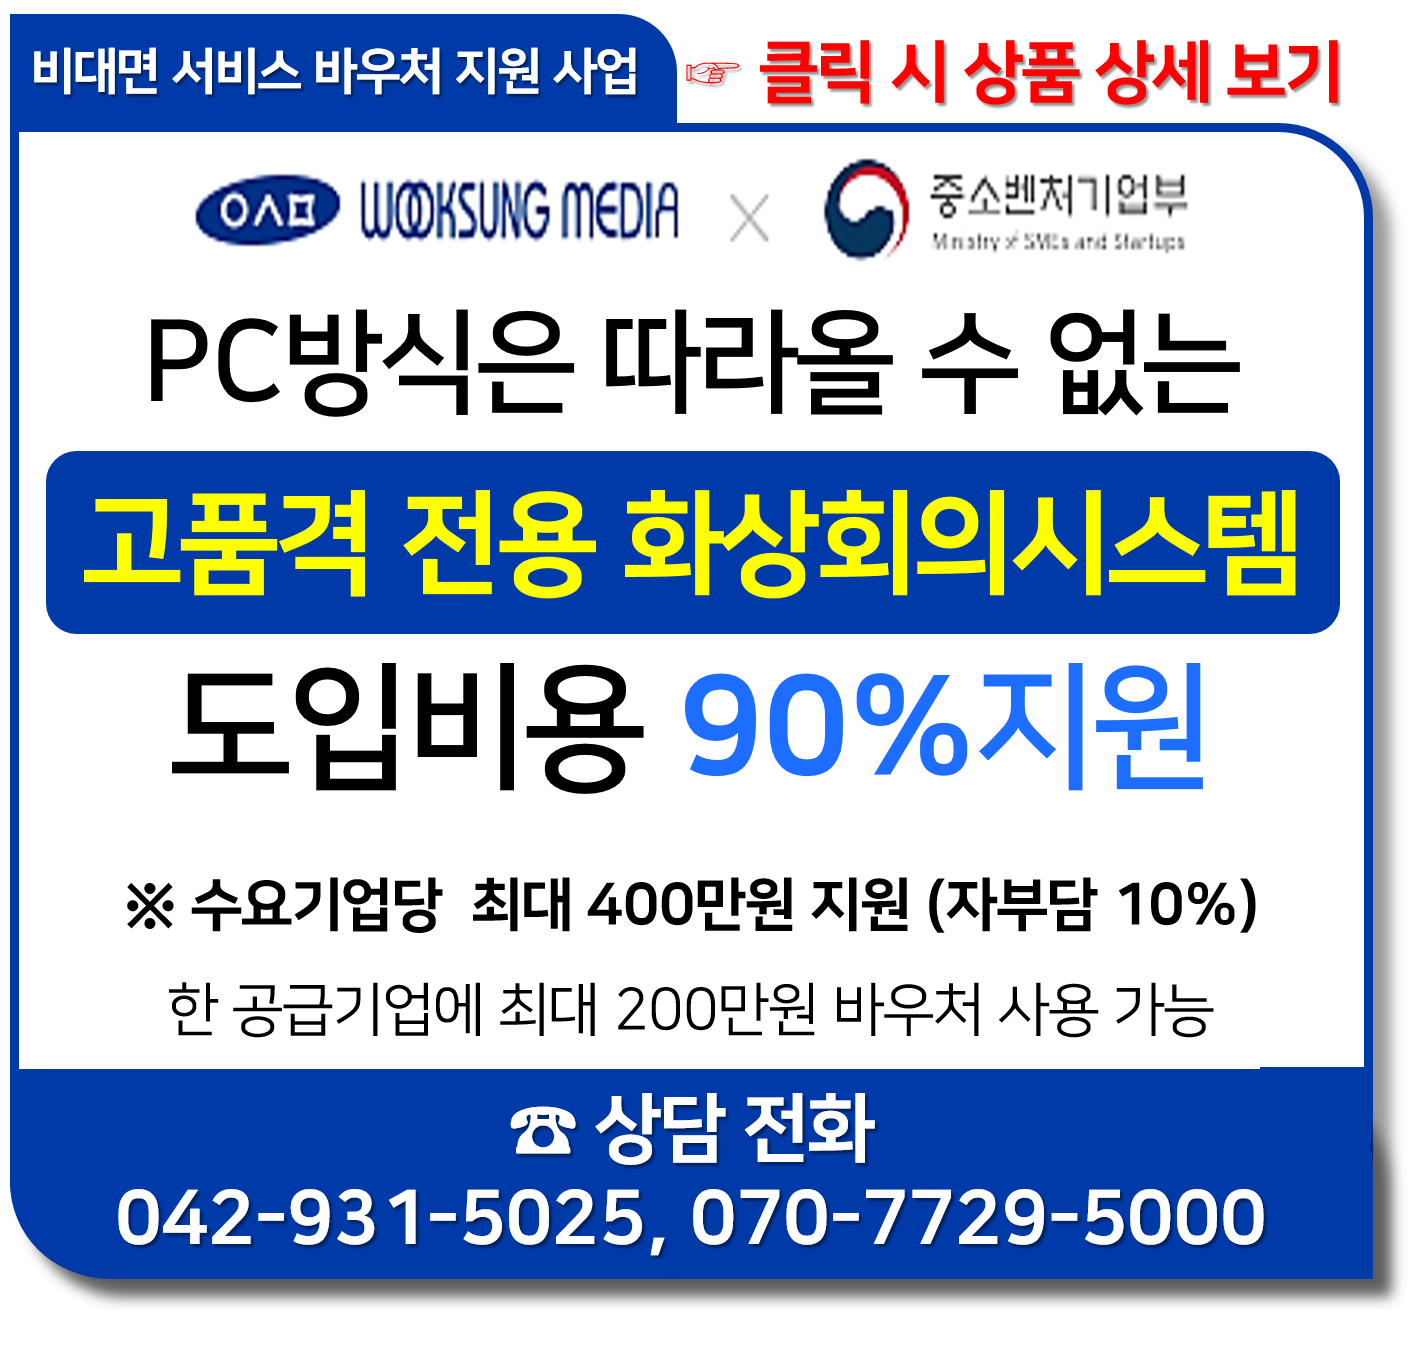 비대면 서비스 바우처 지원 사업
☞ 클릭 시 상품 상세 보기
ㅇㅅㅁ WOOKSUNG MEDIA × 중소벤처기업부
Ministry of SMEs and Startups
PC방식은 따라올 수 없는
고품격 전용 화상회의시스템
도입비용 90%지원
※ 수요기업당 최대 400만원 지원 (자부담 10%)
한 공급기업에 최대 200만원 바우처 사용 가능
☎ 상담 전화
042-931-5025, 070-7729-5000